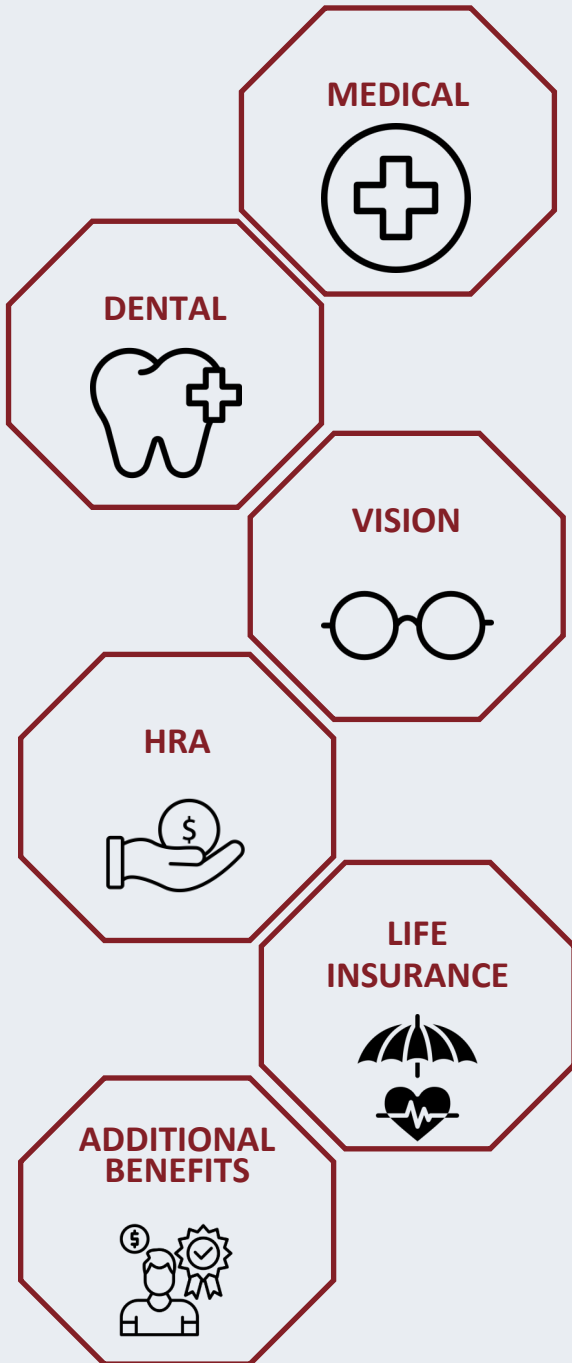 MEDICAL
DENTAL
VISION
HRA
$
LIFE
INSURANCE
ADDITIONAL
BENEFITS
$